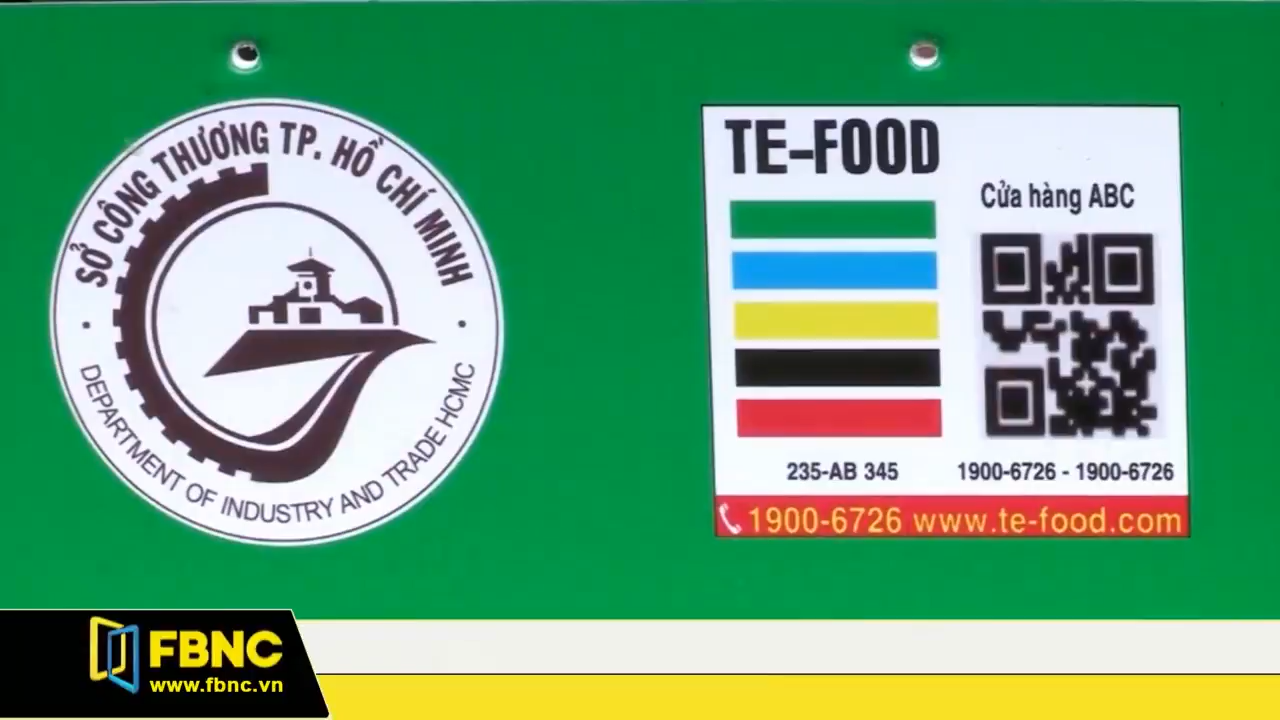 SỞ CÔNG THƯƠNG TP. HỒ CHÍ MINH
DEPARTMENT OF INDUSTRY AND TRADE HCMC
TE-FOOD
Cửa hàng ABC
235-AB 345
1900-6726 - 1900-6726
1900-6726 www.te-food.com
FBNC
www.fbnc.vn